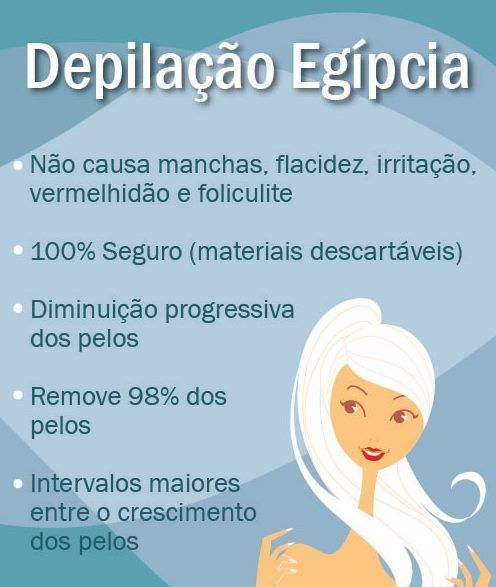 Depilação Egípcia
• Não causa manchas, flacidez, irritação,
vermelhidão e foliculite
• 100% Seguro (materiais descartáveis)
• Diminuição progressiva
dos pelos
• Remove 98% dos
pelos
• Intervalos maiores
entre o crescimento
dos pelos